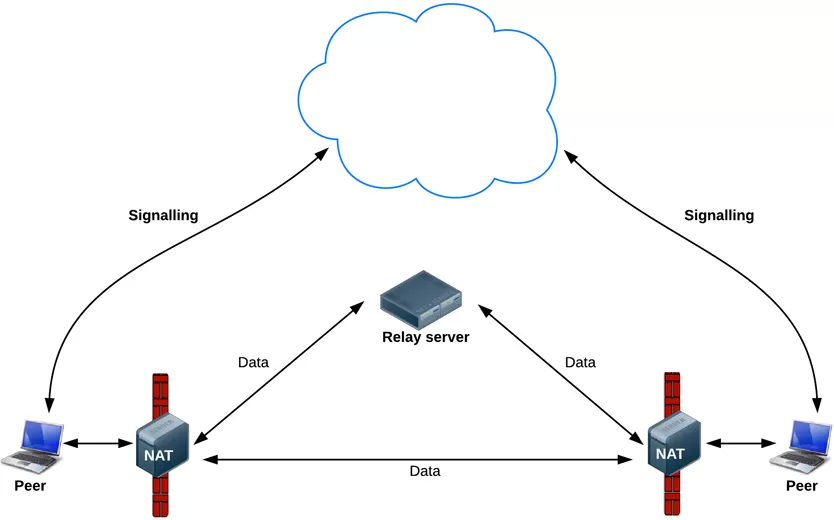 Signalling
Signalling
Relay server
Data
Data
NAT
NAT
Data
Peer
Peer